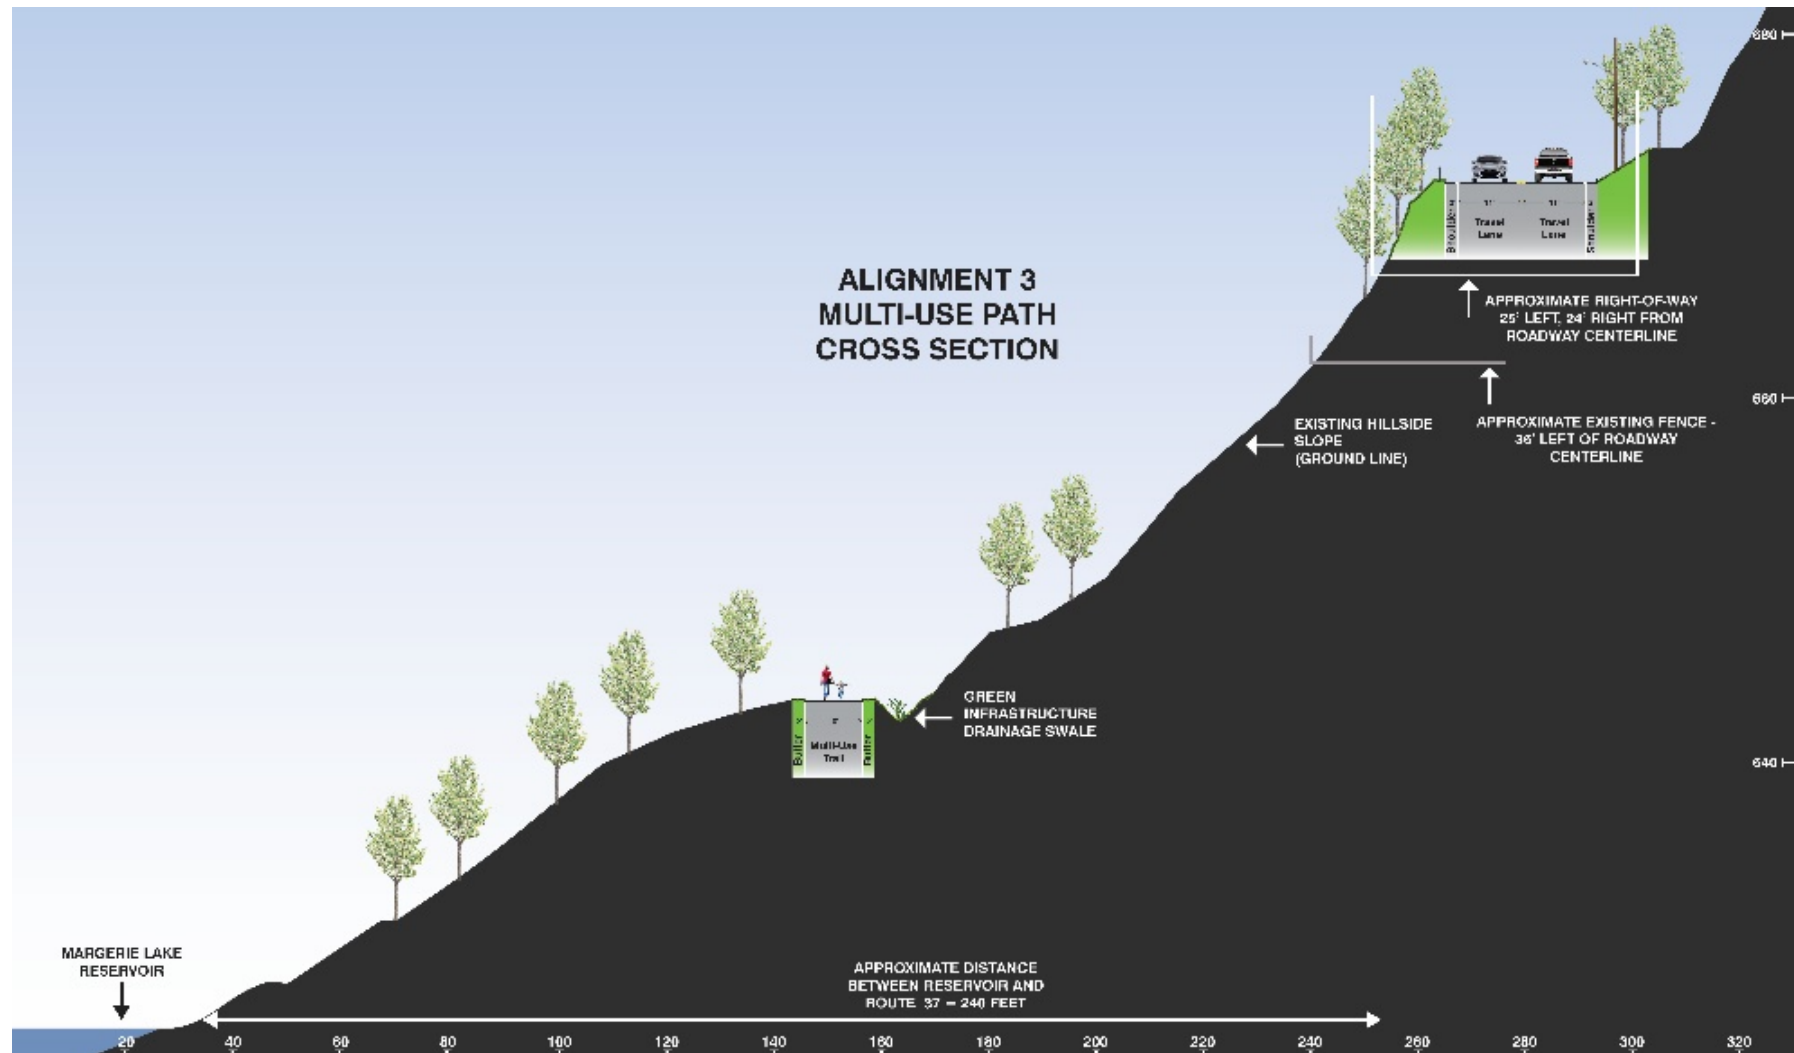 ALIGNMENT 3
MULTI-USE PATH
CROSS SECTION
680
660
640
Shoulder
Travel
Lane
Travel
Lane
Shoulder
APPROXIMATE RIGHT-OF-WAY
25' LEFT, 24' RIGHT FROM
ROADWAY CENTERLINE
APPROXIMATE EXISTING FENCE -
36' LEFT OF ROADWAY
CENTERLINE
EXISTING HILLSIDE
SLOPE
(GROUND LINE)
GREEN
INFRASTRUCTURE
DRAINAGE SWALE
Buffer
Multi-Use
Trail
Buffer
MARGERIE LAKE
RESERVOIR
APPROXIMATE DISTANCE
BETWEEN RESERVOIR AND
ROUTE 37 = 240 FEET
20 40 60 80 100 120 140 160 180 200 220 240 260 280 300 320